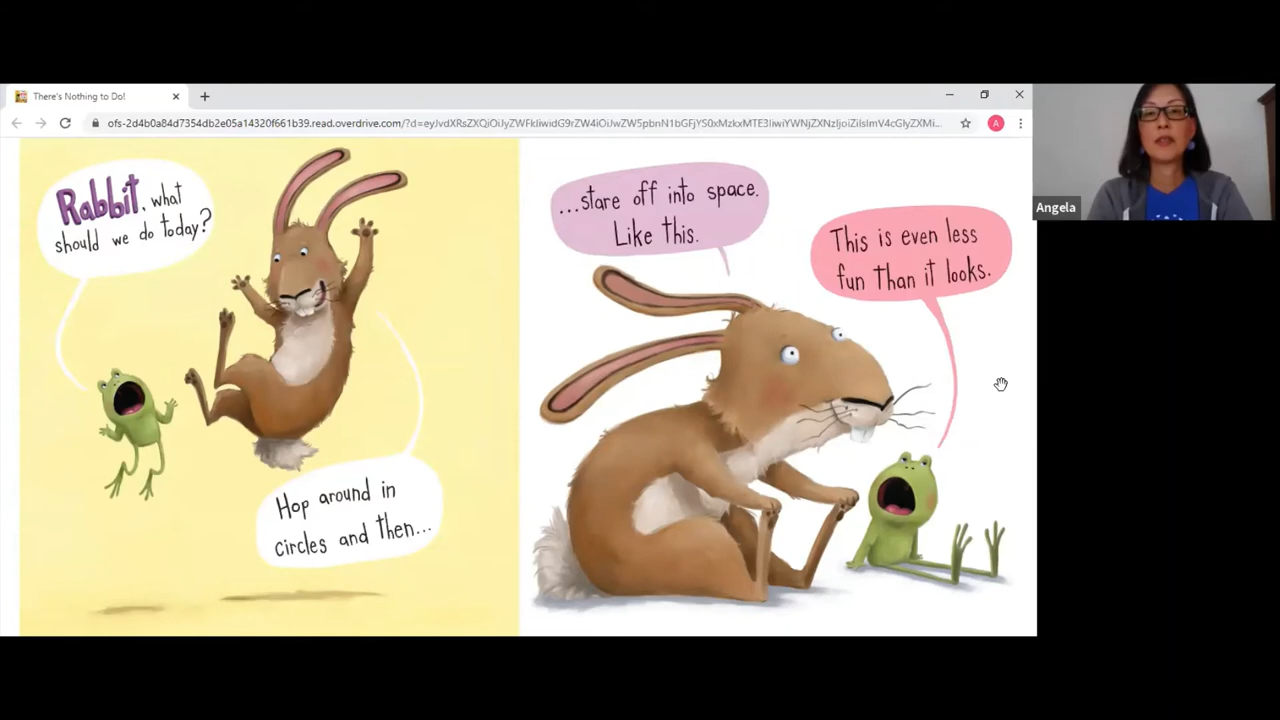 There's Nothing to Do!
Rabbit, what
should we do today?
Hop around in
circles and then...
...stare off into space.
Like this.
This is even less
fun than it looks.
Angela
A